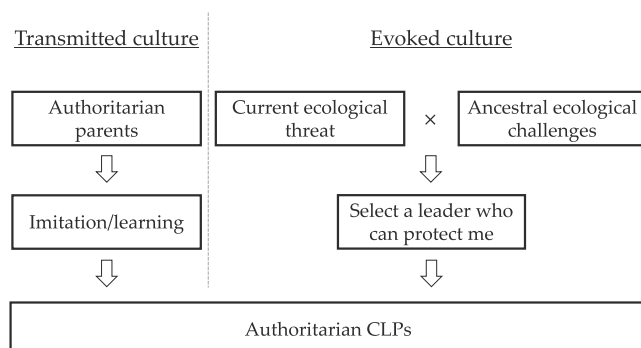 Transmitted culture
Evoked culture
Authoritarian
parents
Current ecological
threat
×
Ancestral ecological
challenges
Imitation/learning
Select a leader who
can protect me
Authoritarian CLPs